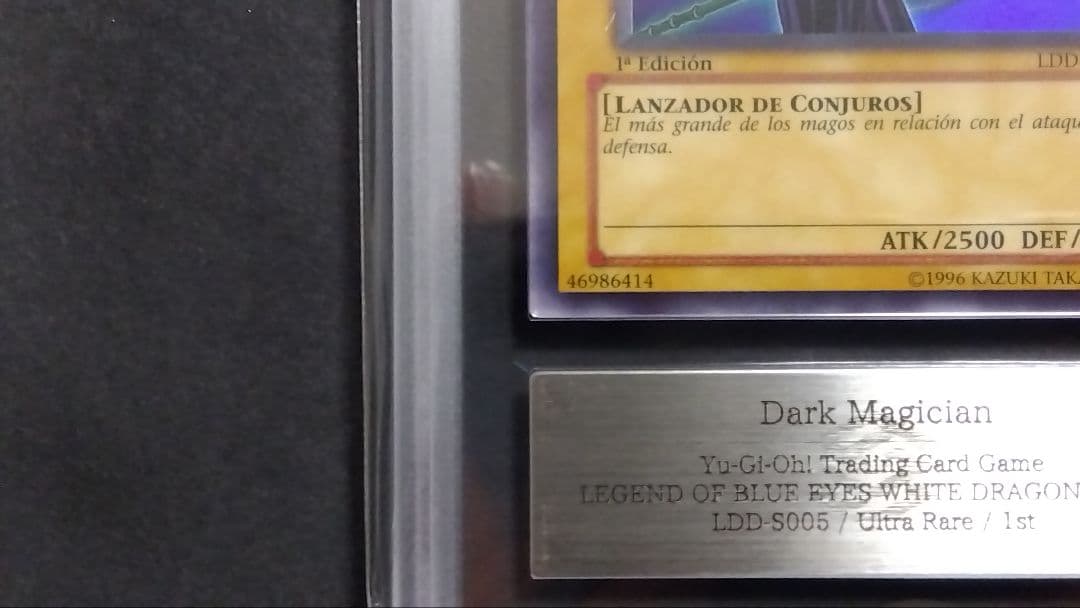 1ª Edición
LDD
[LANZADOR DE CONJUROS]
El más grande de los magos en relación con el
defensa.
ATK/2500 DEF/
46986414
©1996 KAZUKI
Dark Magician
Yu-Gi-Oh! Trading Card Game
LEGEND OF BLUE EYES WHITE DRAGON
LDD-S005 / Ultra Rare / 1st